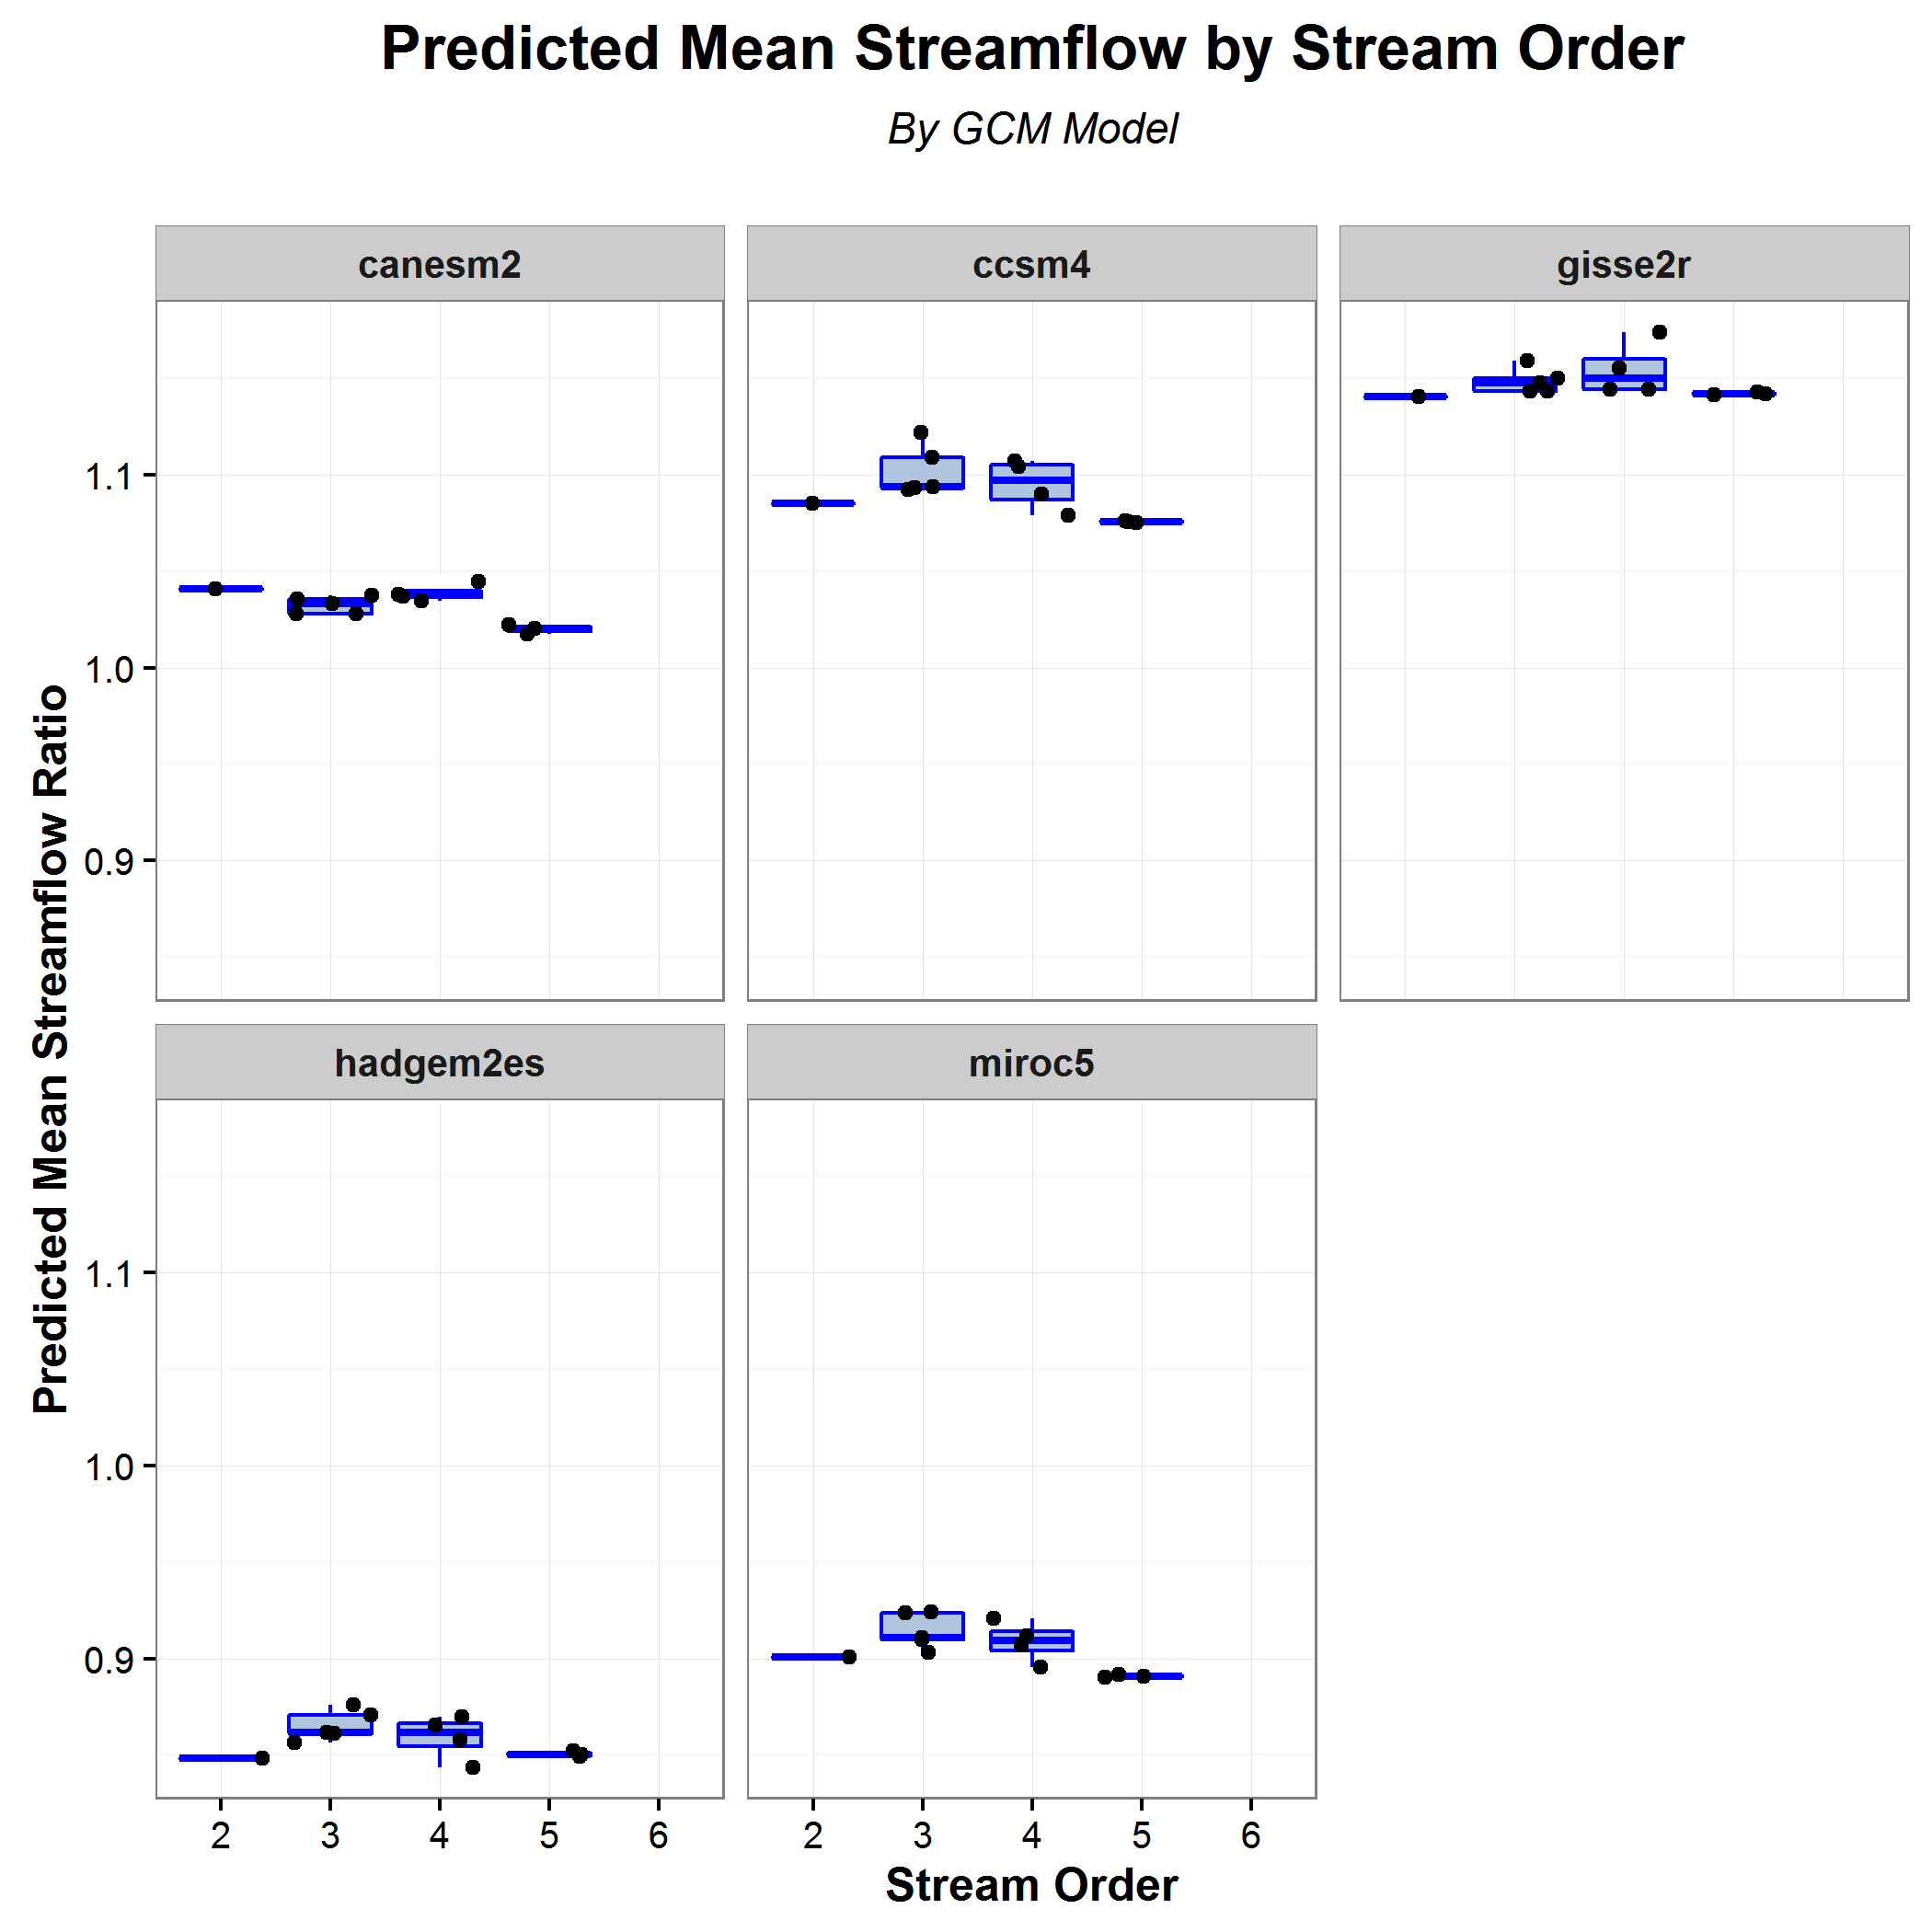 Predicted Mean Streamflow by Stream Order
By GCM Model
canesm2
ccsm4
gisse2r
1.1
1.0
0.9
Predicted Mean Streamflow Ratio
hadgem2es
miroc5
1.1
1.0
0.9
2 3 4 5 6
2 3 4 5 6
Stream Order